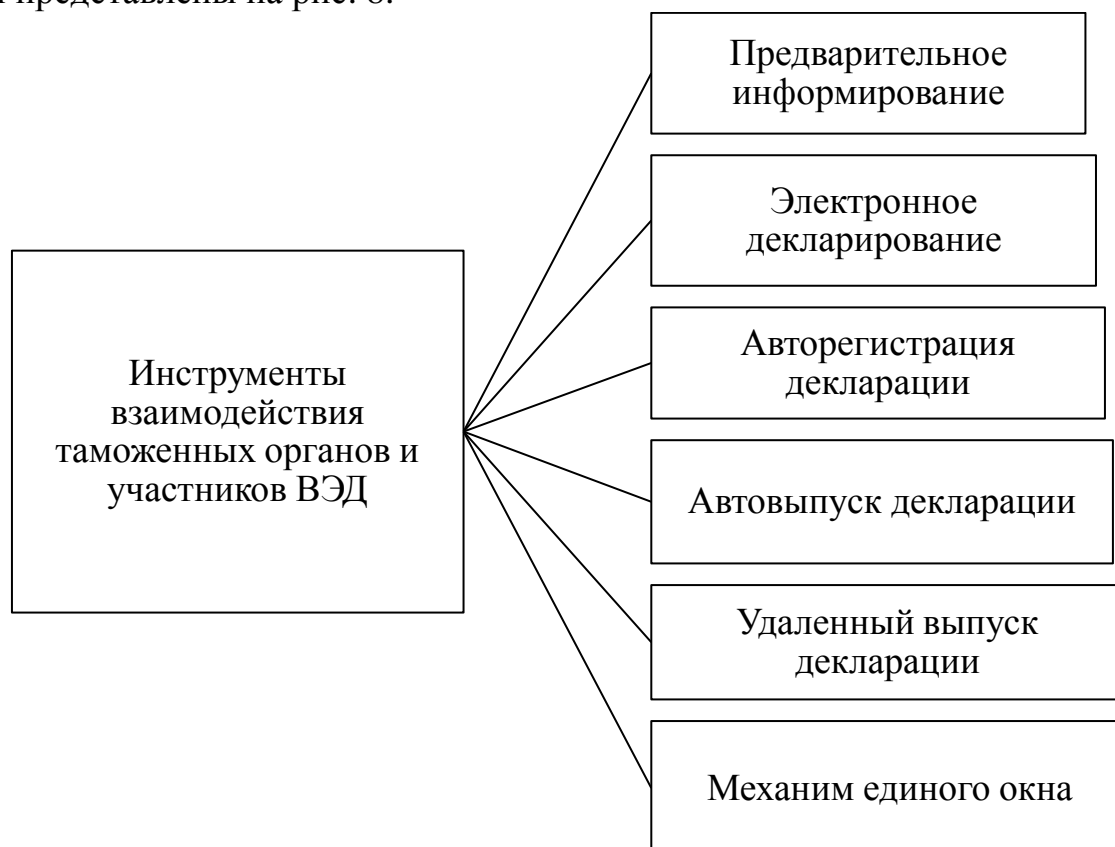 представлены на рис. 8.
Предварительное
информирование
Электронное
декларирование
Авторегистрация
декларации
Инструменты
взаимодействия
таможенных органов и
участников ВЭД
Автовыпуск декларации
Удаленный выпуск
декларации
Механим единого окна